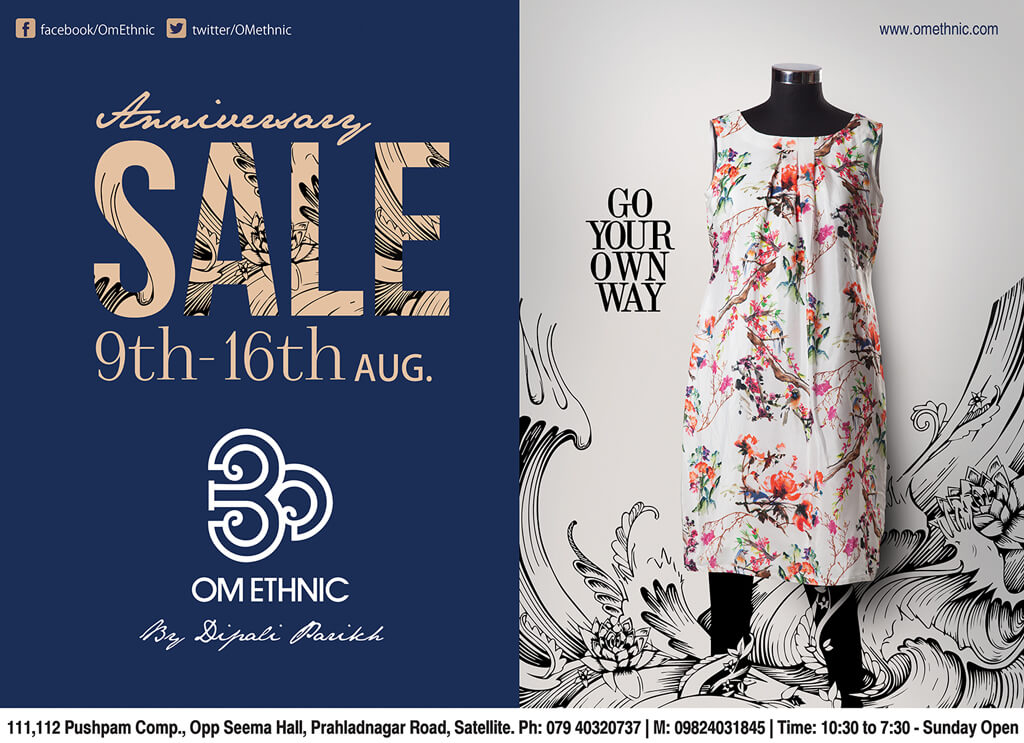 facebook/OmEthnic twitter/OMethnic
www.omethnic.com
Anniversary
SALE
9th-16th AUG.
GO
YOUR
OWN
WAY
OM ETHNIC
By Dipali Parikh
111,112 Pushpam Comp., Opp Seema Hall, Prahladnagar Road, Satellite. Ph: 079 40320737 | M: 09824031845 | Time: 10:30 to 7:30 - Sunday Open